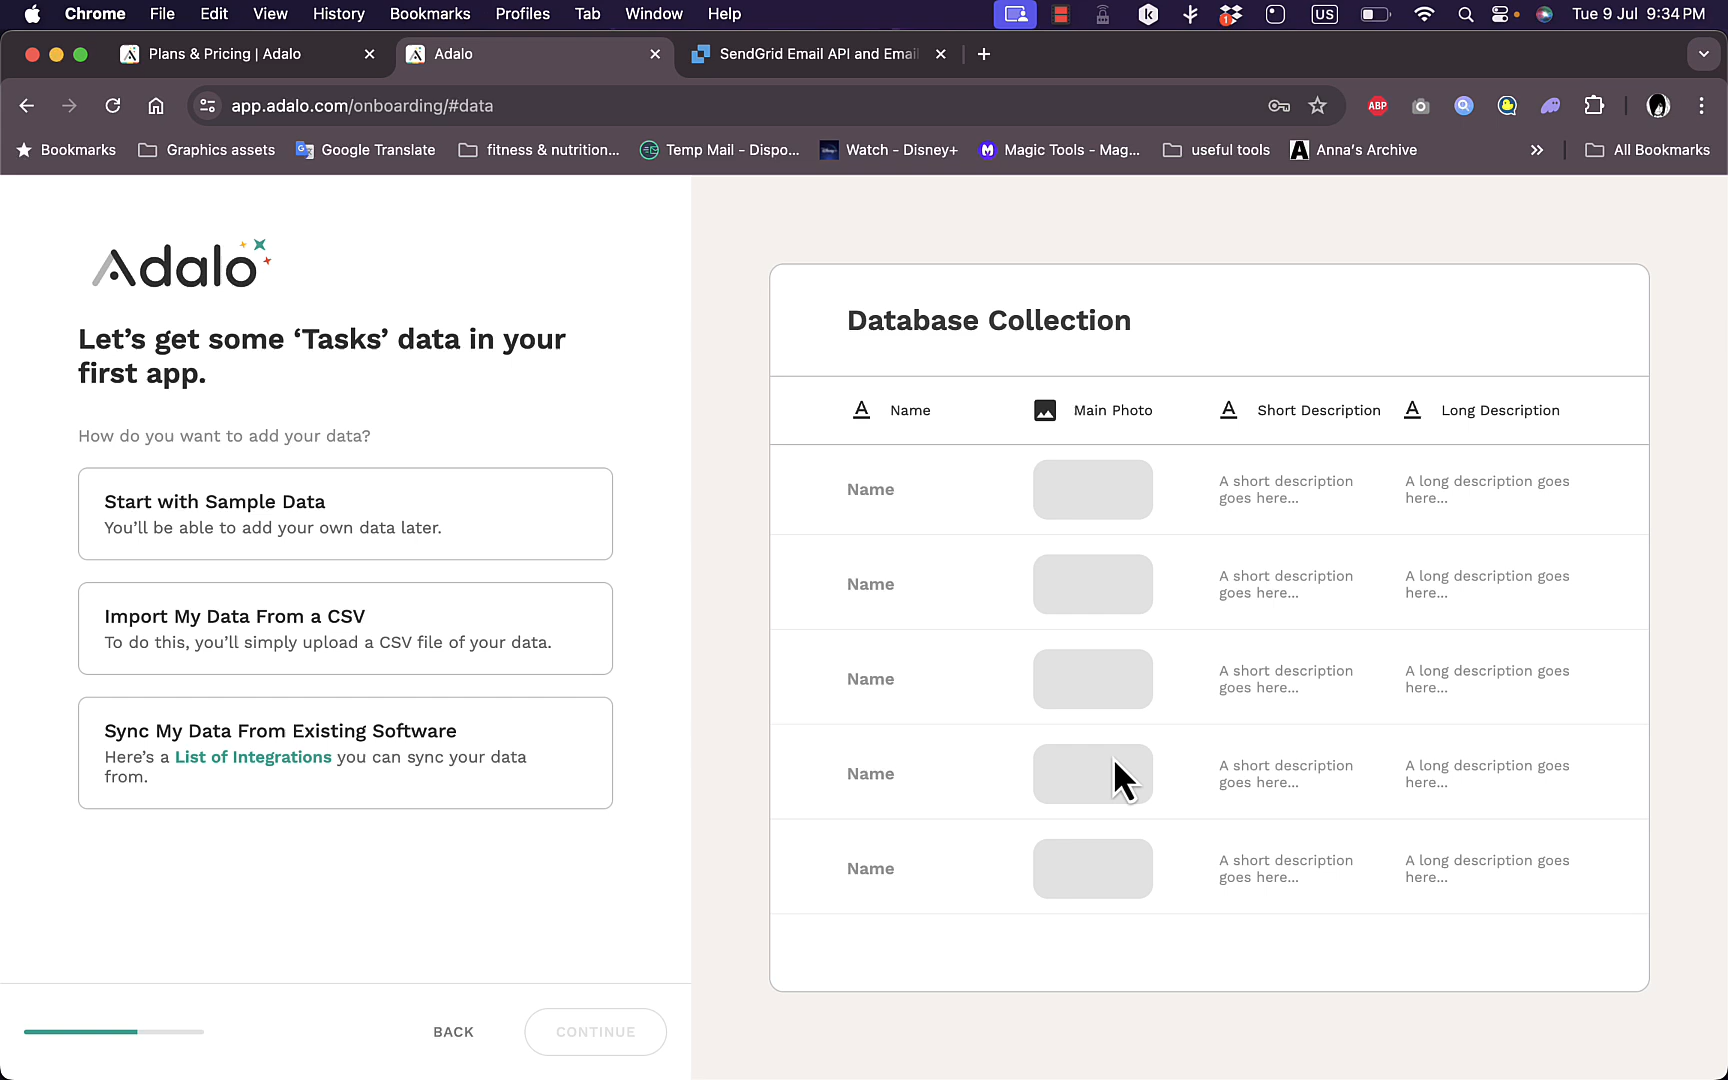 Chrome File Edit View History Bookmarks Profiles Tab Window Help US Tue 9 Jul 9:34 PM
Plans & Pricing | Adalo
Adalo
SendGrid Email API and Email
app.adalo.com/onboarding/#data
ABP
Bookmarks Graphics assets Google Translate fitness & nutrition... Temp Mail - Dispo... Watch - Disney+ Magic Tools - Mag... useful tools Anna's Archive All Bookmarks
Adalo
Let's get some ‘Tasks’ data in your
first app.
How do you want to add your data?
Start with Sample Data
You'll be able to add your own data later.
Import My Data From a CSV
To do this, you'll simply upload a CSV file of your data.
Sync My Data From Existing Software
Here's a List of Integrations you can sync your data
from.
BACK
CONTINUE
Database Collection
Name Main Photo Short Description Long Description
Name
A short description
goes here...
A long description goes
here...
Name
A short description
goes here...
A long description goes
here...
Name
A short description
goes here...
A long description goes
here...
Name
A short description
goes here...
A long description goes
here...
Name
A short description
goes here...
A long description goes
here...